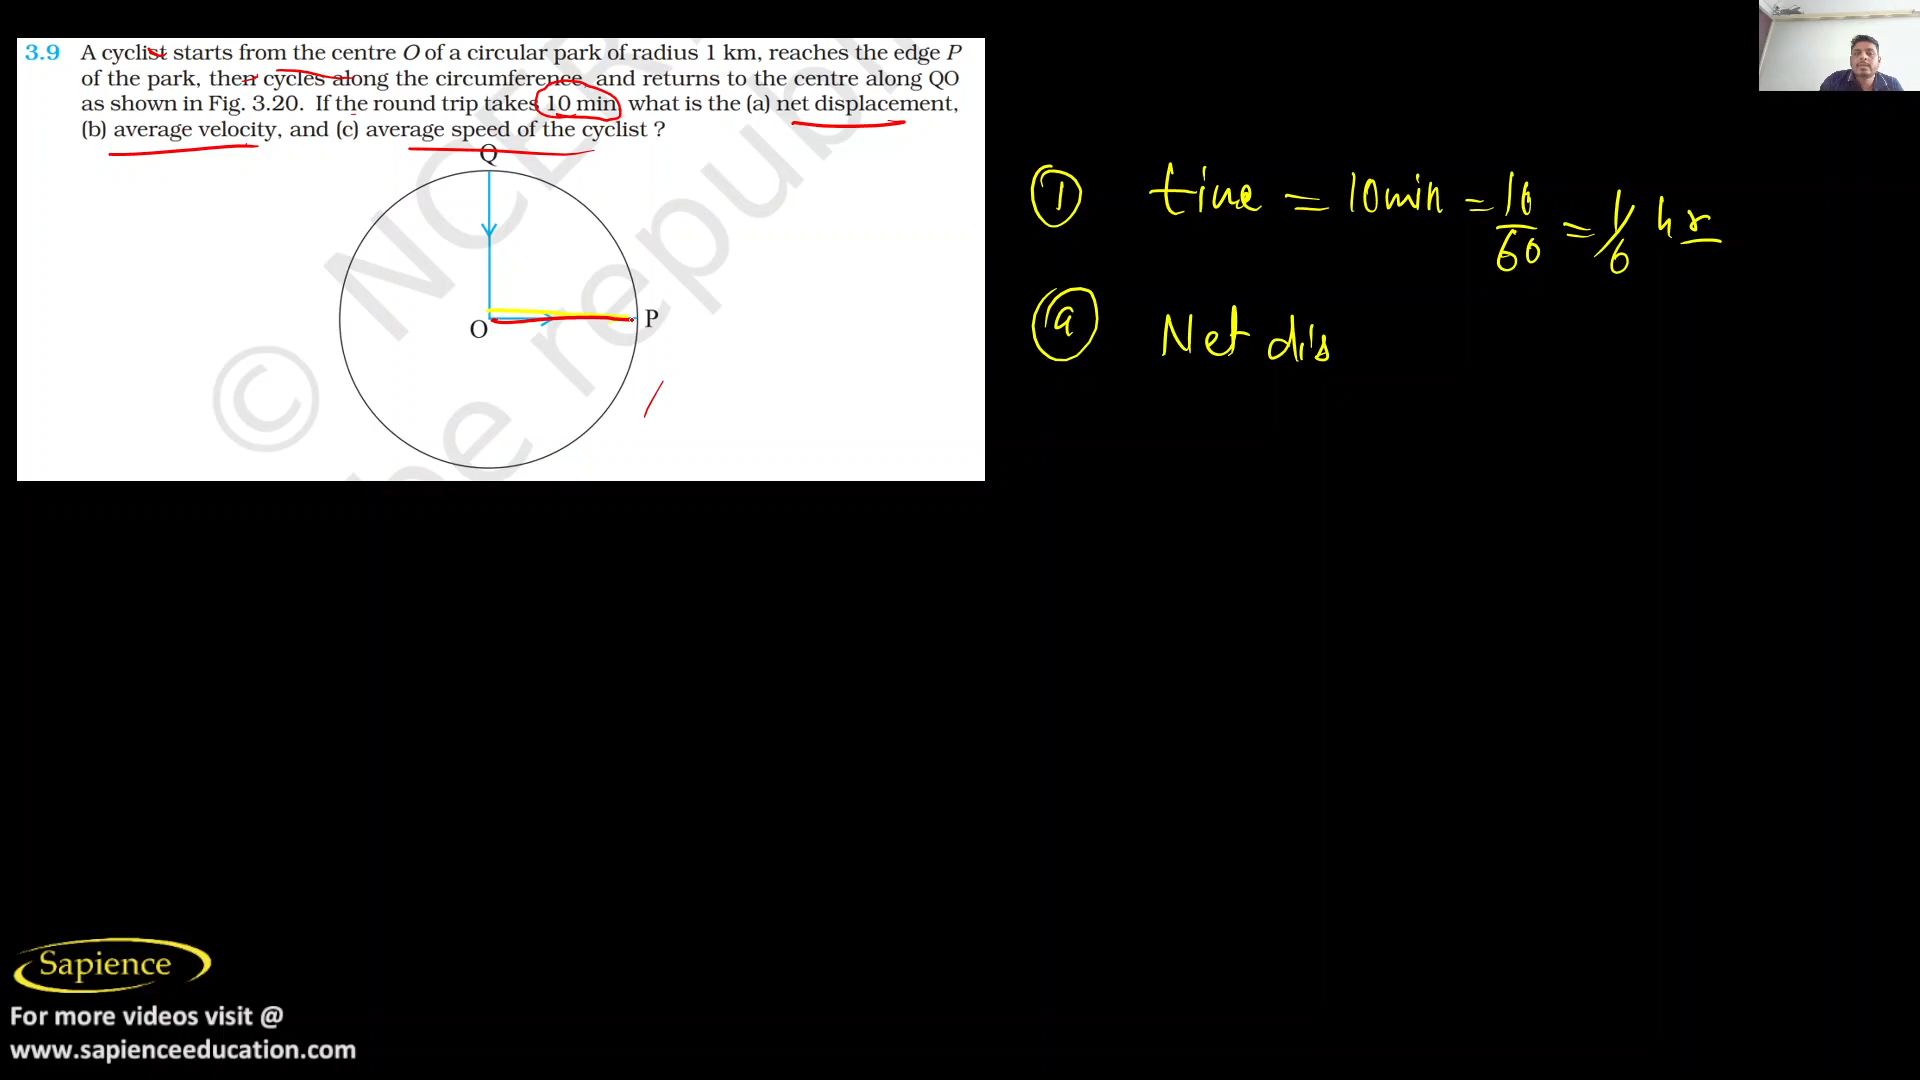 3.9 A cyclist starts from the centre O of a circular park of radius 1 km, reaches the edge P
of the park, then cycles along the circumference, and returns to the centre along QO
as shown in Fig. 3.20. If the round trip takes 10 min, what is the (a) net displacement,
(b) average velocity, and (c) average speed of the cyclist ?
Q
O
P
© NCER
be republ
① time = 10min = 10/60 = 1/6 hr
ⓐ Net dis
Sapience
For more videos visit @
www.sapienceeducation.com